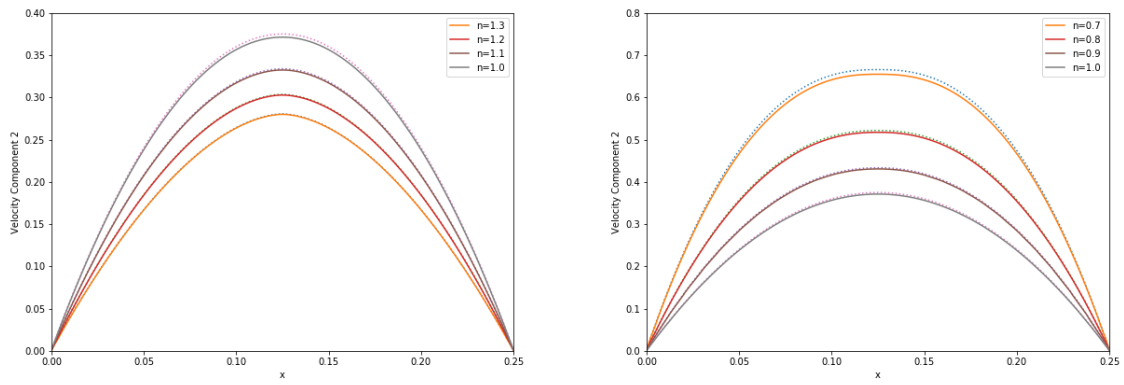 0.40
0.35
0.30
0.25
0.20
0.15
0.10
0.05
0.00
Velocity Component 2
0.00 0.05 0.10 0.15 0.20 0.25
x
n=1.3
n=1.2
n=1.1
n=1.0
0.8
0.7
0.6
0.5
0.4
0.3
0.2
0.1
0.0
Velocity Component 2
0.00 0.05 0.10 0.15 0.20 0.25
x
n=0.7
n=0.8
n=0.9
n=1.0